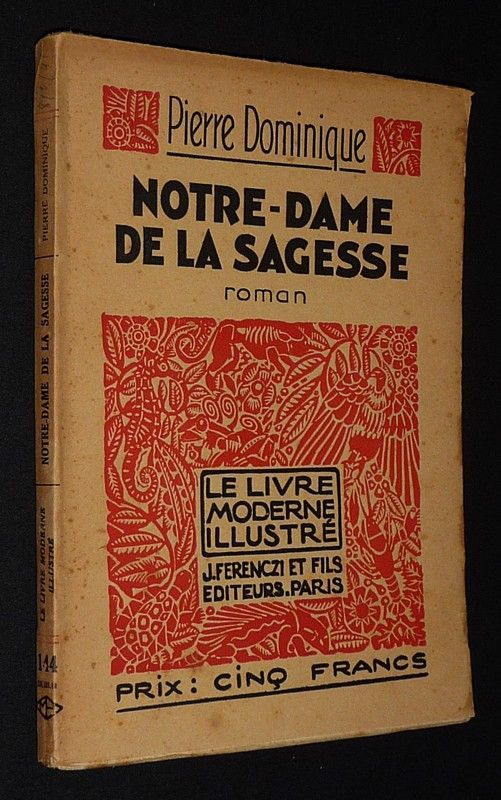 Pierre Dominique
NOTRE-DAME
DE LA SAGESSE
roman
LE LIVRE
MODERNE
ILLUSTRÉ
J. FERENCZI ET FILS
EDITEURS. PARIS
PRIX: CINQ FRANCS
PIERRE DOMINIQUE
NOTRE-DAME DE LA SAGESSE
LE LIVRE MODERNE
ILLUSTRÉ
114